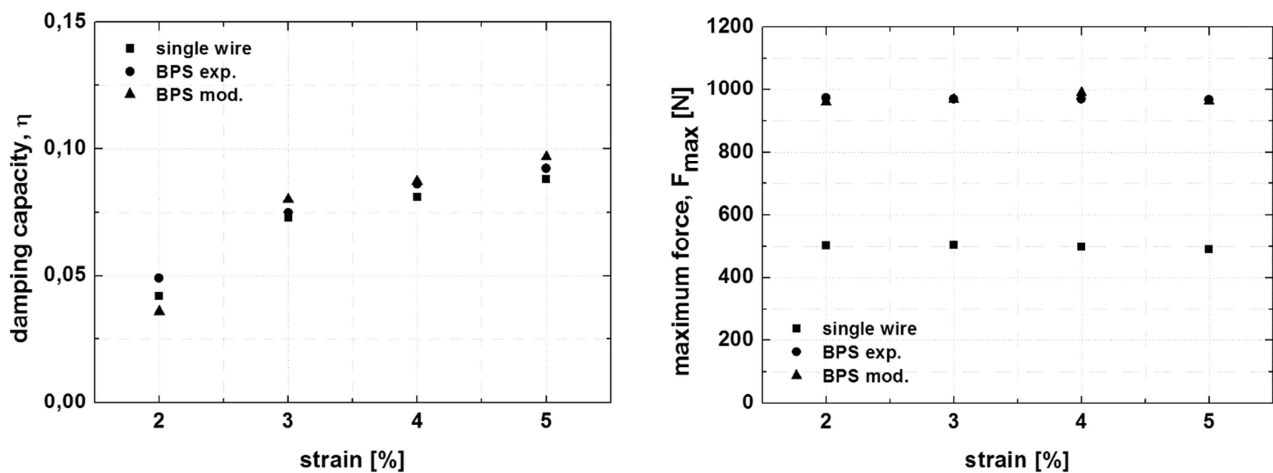 0,15
0,10
0,05
0,00
damping capacity, η
single wire
BPS exp.
BPS mod.
2 3 4 5
strain [%]
1200
1000
800
600
400
200
0
maximum force, Fmax [N]
single wire
BPS exp.
BPS mod.
2 3 4 5
strain [%]